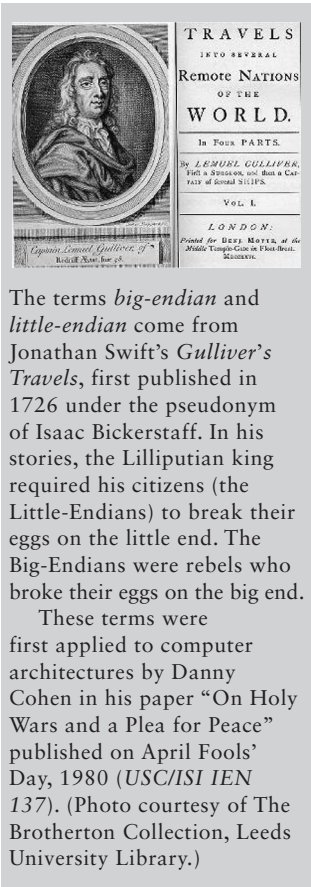 TRAVELS
INTO SEVERAL
Remote NATIONS
OF THE
WORLD.
In FOUR PARTS.
By LEMUEL GULLIVER,
First a SURGEON, and then a CAP-
TAIN of several SHIPS.
VOL. I.
LONDON:
Printed for BENJ. MOTTE, at the
Middle Temple-Gate in Fleet-street.
MDCCXXVI.
Captain Lemuel Gulliver, of
Redriff Ætat. suæ 58.
The terms big-endian and
little-endian come from
Jonathan Swift’s Gulliver’s
Travels, first published in
1726 under the pseudonym
of Isaac Bickerstaff. In his
stories, the Lilliputian king
required his citizens (the
Little-Endians) to break their
eggs on the little end. The
Big-Endians were rebels who
broke their eggs on the big end.
These terms were
first applied to computer
architectures by Danny
Cohen in his paper “On Holy
Wars and a Plea for Peace”
published on April Fools’
Day, 1980 (USC/ISI IEN
137). (Photo courtesy of The
Brotherton Collection, Leeds
University Library.)